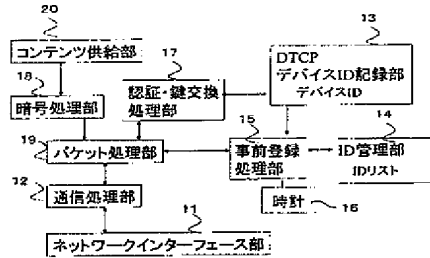 20
コンテンツ供給部
18
暗号処理部
17
認証・鍵交換
処理部
13
DTCP
デバイスID記録部
デバイスID
19
パケット処理部
15
事前登録
処理部
14
ID管理部
IDリスト
12
通信処理部
時計
16
11
ネットワークインターフェース部